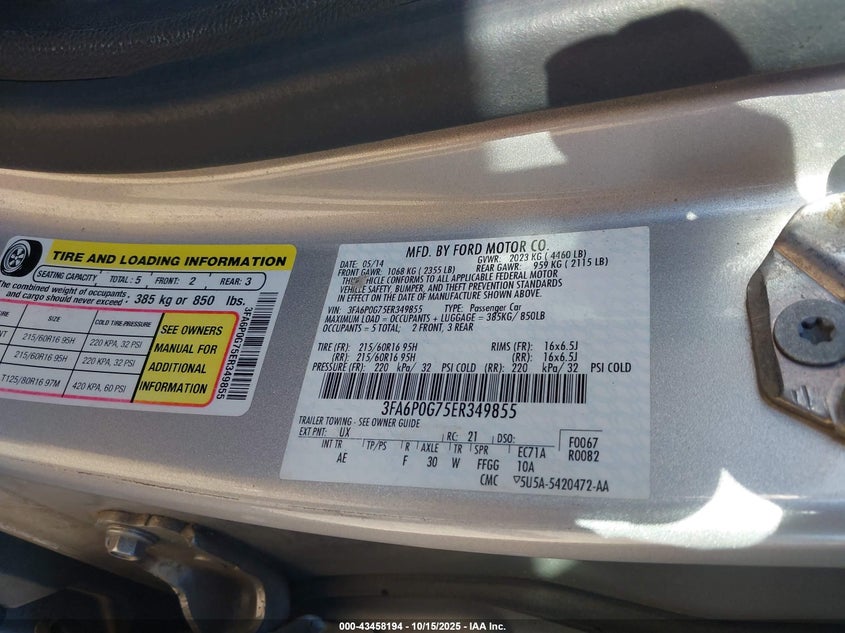 TIRE AND LOADING INFORMATION
SEATING CAPACITY TOTAL: 5 FRONT: 2 REAR: 3
The combined weight of occupants
and cargo should never exceed: 385 kg or 850 lbs.
SIZE COLD TIRE PRESSURE
215/60R16 95H 220 KPA, 32 PSI
215/60R16 95H 220 KPA, 32 PSI
T125/80R16 97M 420 KPA, 60 PSI
SEE OWNERS
MANUAL FOR
ADDITIONAL
INFORMATION
3FA6P0G75ER349855
MFD. BY FORD MOTOR CO.
DATE: 05/14 GVWR: 2023 KG ( 4460 LB)
FRONT GAWR: 1068 KG ( 2355 LB) REAR GAWR: 959 KG ( 2115 LB)
THIS VEHICLE CONFORMS TO ALL APPLICABLE FEDERAL MOTOR
VEHICLE SAFETY, BUMPER, AND THEFT PREVENTION STANDARDS
IN EFFECT ON THE DATE OF MANUFACTURE SHOWN ABOVE.
VIN: 3FA6P0G75ER349855 TYPE: Passenger Car
MAXIMUM LOAD = OCCUPANTS + LUGGAGE = 385KG/ 850LB
OCCUPANTS = 5 TOTAL: 2 FRONT, 3 REAR
TIRE (FR): 215/60R16 95H RIMS (FR): 16x6.5J
(RR): 215/60R16 95H (RR): 16x6.5J
PRESSURE (FR): 220 kPa/ 32 PSI COLD (RR): 220 kPa/ 32 PSI COLD
3FA6P0G75ER349855
TRAILER TOWING - SEE OWNER GUIDE
EXT PNT: UX RC: 21 DSO: F0067
INT TR TP/PS R AXLE TR SPR EC71A R0082
AE F 30 W FFGG 10A
CMC ▽5U5A-5420472-AA
000-43458194 - 10/15/2025 - IAA Inc.